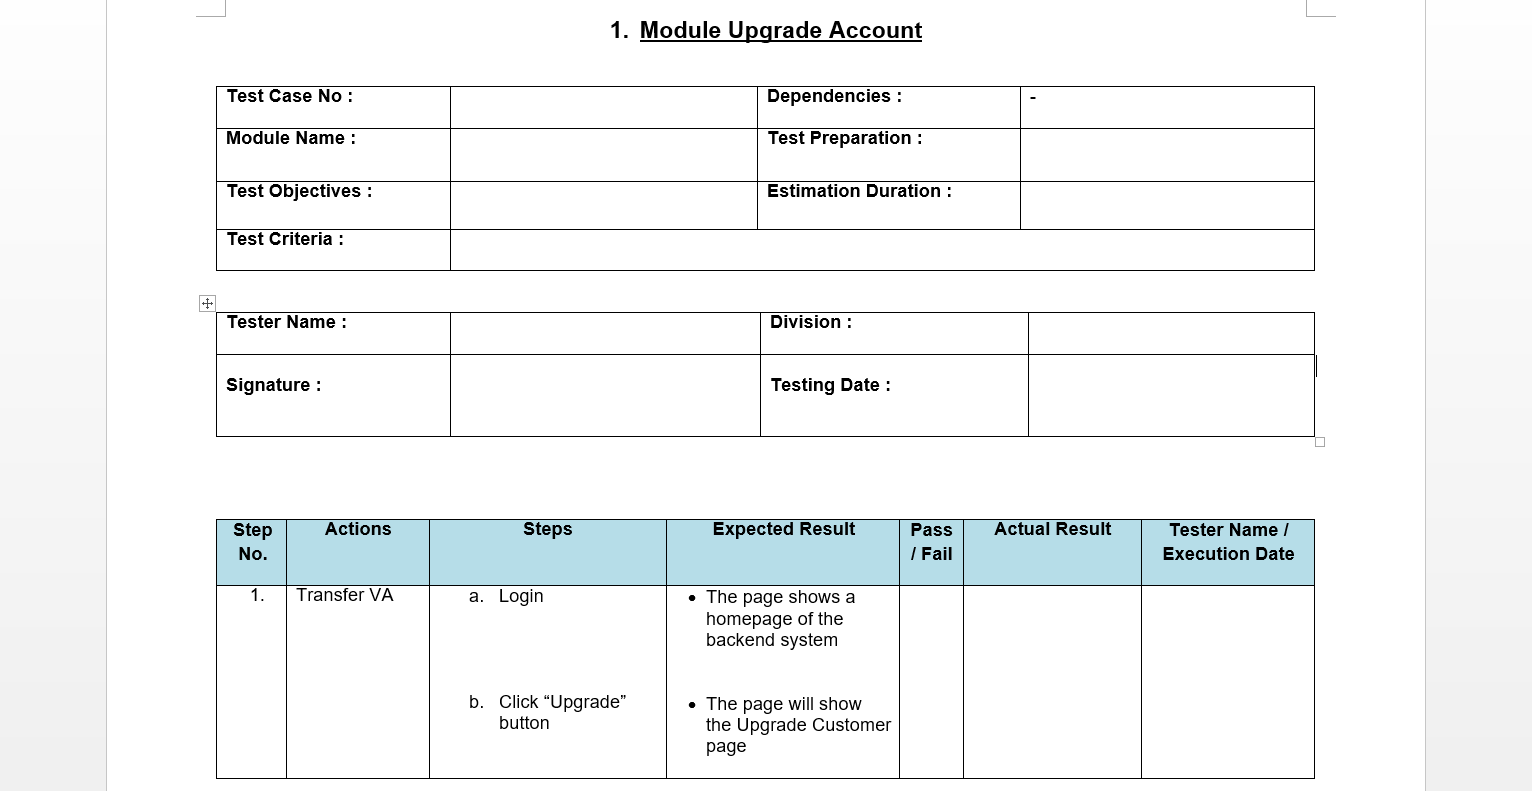 1. Module Upgrade Account
Test Case No :
Dependencies :
-
Module Name :
Test Preparation :
Test Objectives :
Estimation Duration :
Test Criteria :
Tester Name :
Division :
Signature :
Testing Date :
Step
No.
Actions
Steps
Expected Result
Pass
/ Fail
Actual Result
Tester Name /
Execution Date
1.
Transfer VA
a. Login
• The page shows a
homepage of the
backend system
b. Click “Upgrade”
button
• The page will show
the Upgrade Customer
page